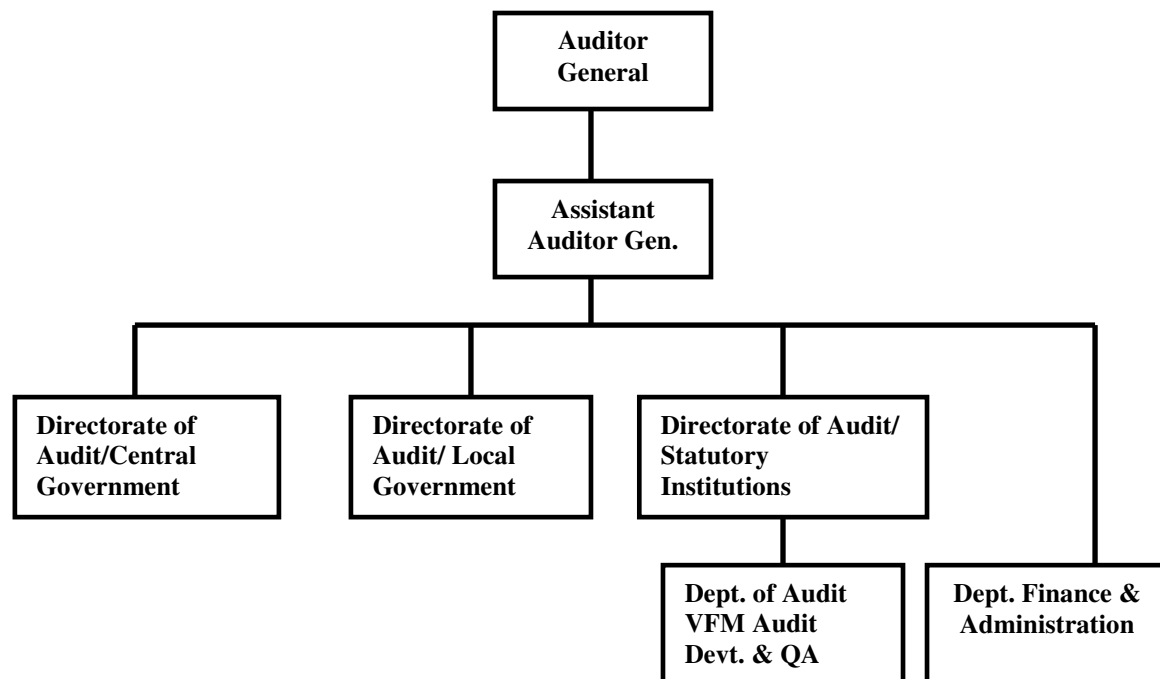 Auditor
General
Assistant
Auditor Gen.
Directorate of
Audit/Central
Government
Directorate of
Audit/ Local
Government
Directorate of Audit/
Statutory
Institutions
Dept. of Audit
VFM Audit
Devt. & QA
Dept. Finance &
Administration